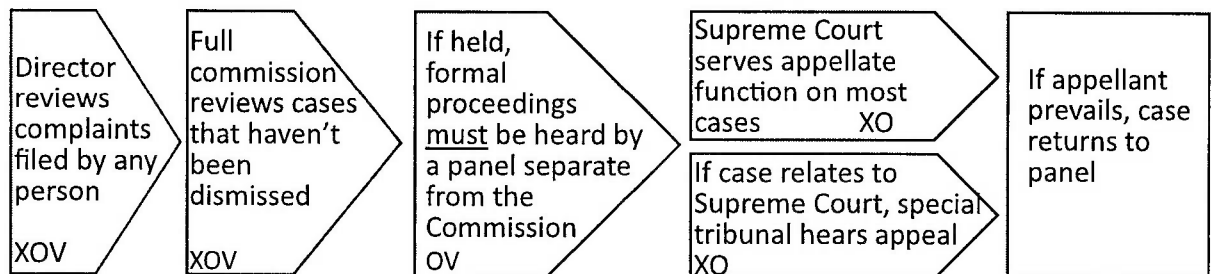 Director
reviews
complaints
filed by any
person
XOV
Full
commission
reviews cases
that haven't
been
dismissed
XOV
If held,
formal
proceedings
must be heard by
a panel separate
from the
Commission
OV
Supreme Court
serves appellate
function on most
cases XO
If case relates to
Supreme Court, special
tribunal hears appeal
XO
If appellant
prevails, case
returns to
panel